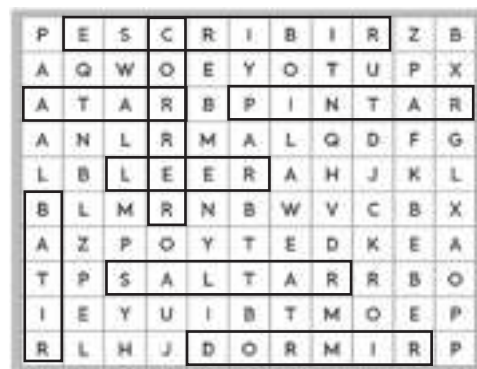 P E S C R I B I R Z B
A Q W O E Y O T U P X
A T A R B P I N T A R
A N L R M A L Q D F G
L B L E E R A H J K L
B L M R N B W V C B X
A Z P O Y T E D K E A
T P S A L T A R R B O
I E Y U I B T M O E P
R L H J D O R M I R P